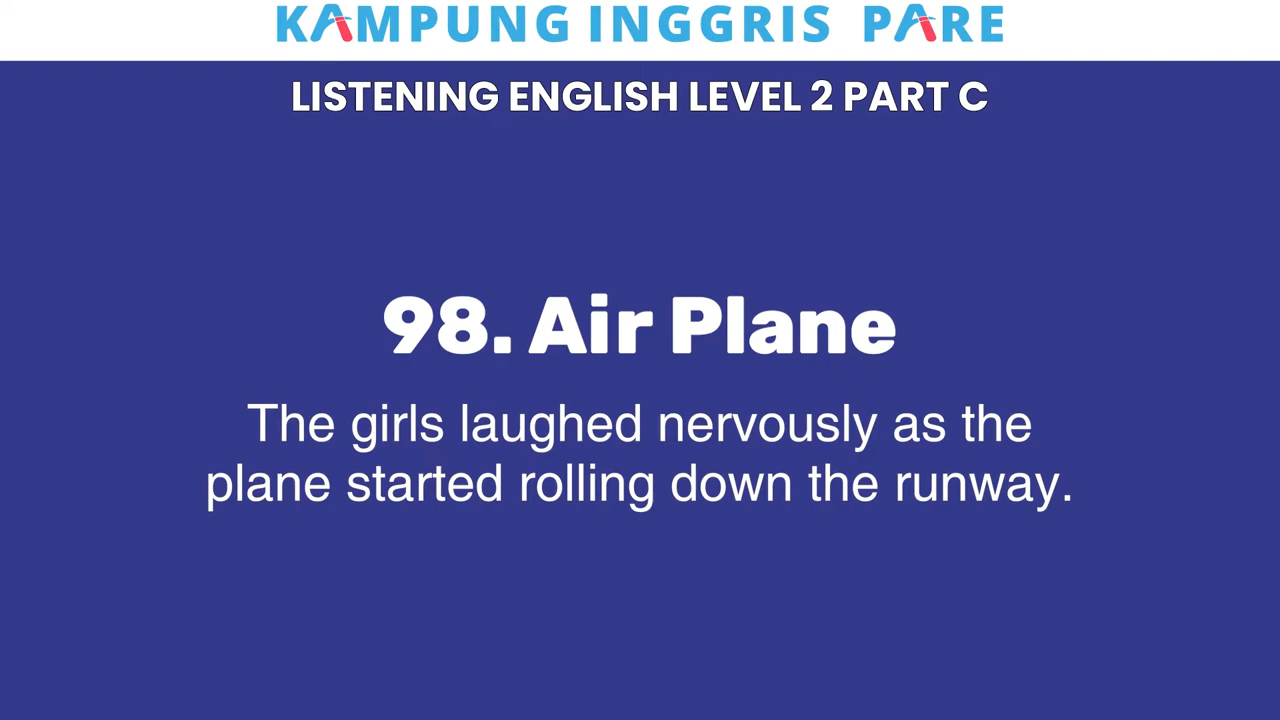 KAMPUNG INGGRIS PARE
LISTENING ENGLISH LEVEL 2 PART C
98. Air Plane
The girls laughed nervously as the
plane started rolling down the runway.